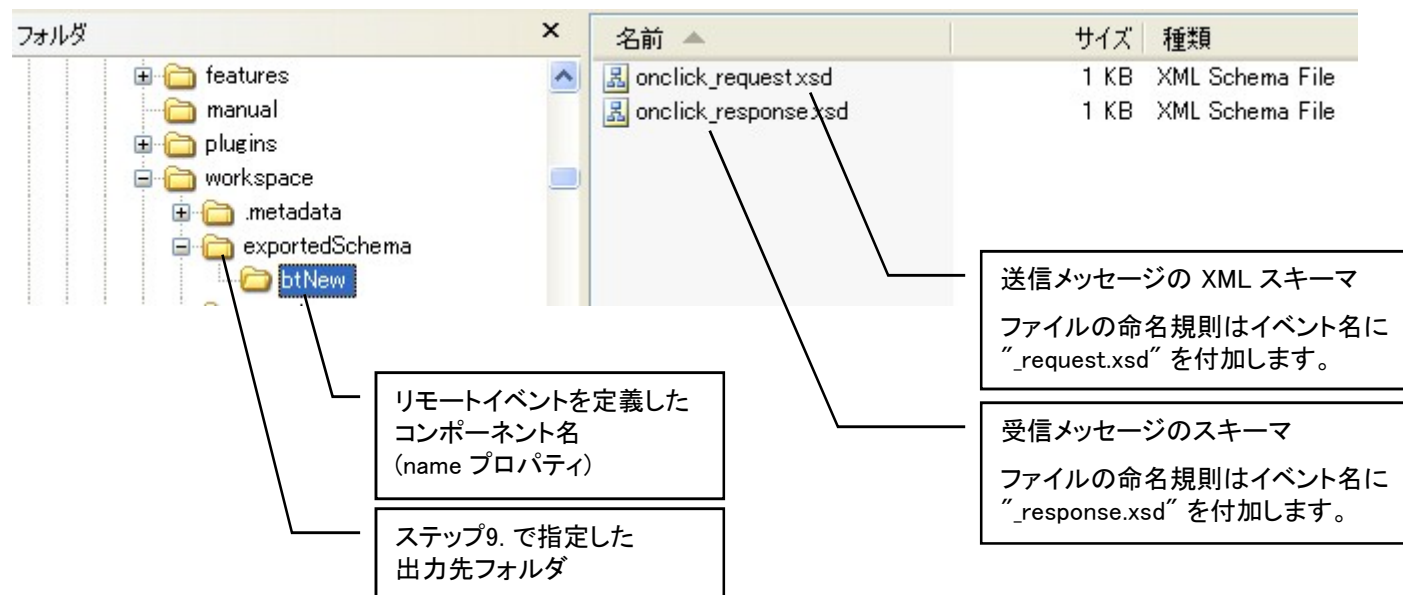 フォルダ
×
features
manual
plugins
workspace
.metadata
exportedSchema
btNew
名前 サイズ 種類
onclick_request.xsd 1 KB XML Schema File
onclick_response.xsd 1 KB XML Schema File
送信メッセージの XML スキーマ
ファイルの命名規則はイベント名に
"_request.xsd" を付加します。
リモートイベントを定義した
コンポーネント名
(name プロパティ)
受信メッセージのスキーマ
ファイルの命名規則はイベント名に
"_response.xsd" を付加します。
ステップ9. で指定した
出力先フォルダ